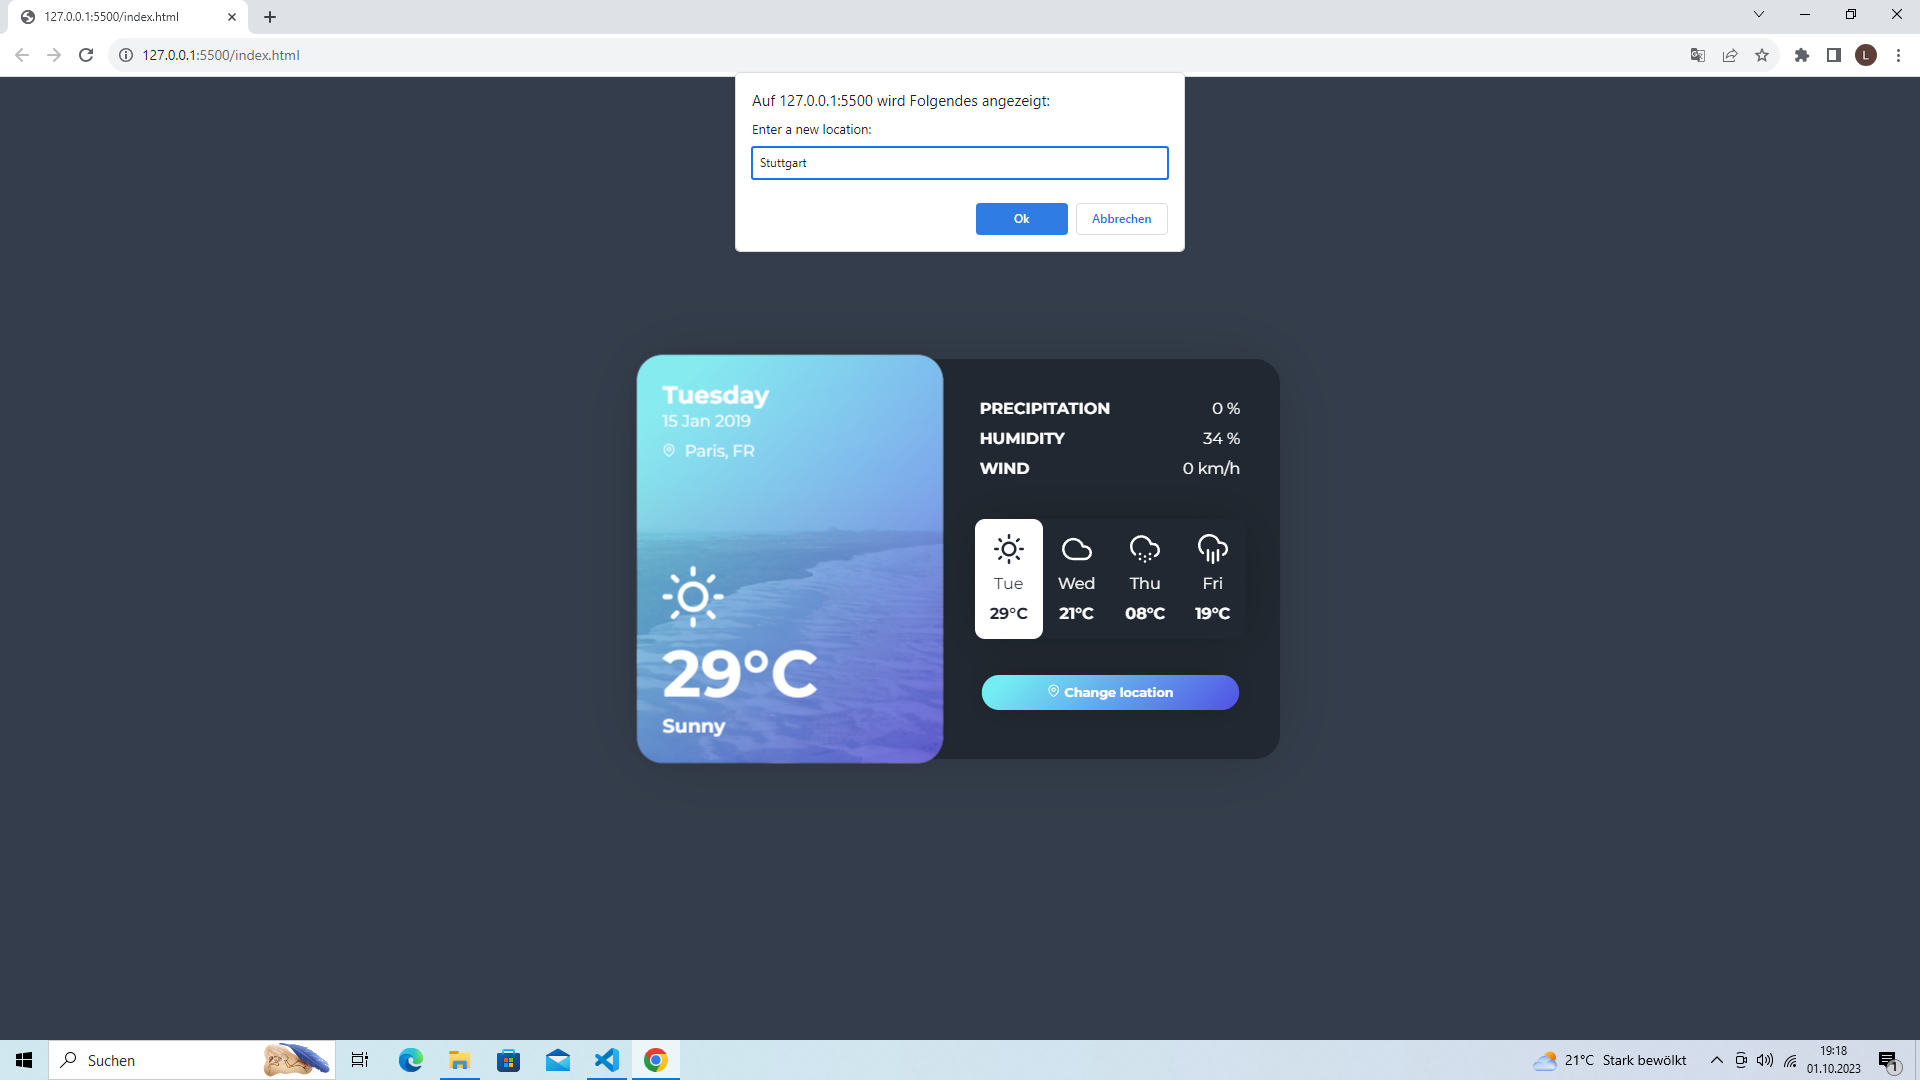 127.0.0.1:5500/index.html
127.0.0.1:5500/index.html
L
Auf 127.0.0.1:5500 wird Folgendes angezeigt:
Enter a new location:
Stuttgart
Ok
Abbrechen
Tuesday
15 Jan 2019
Paris, FR
29°C
Sunny
PRECIPITATION 0 %
HUMIDITY 34 %
WIND 0 km/h
Tue Wed Thu Fri
29°C 21°C 08°C 19°C
Change location
Suchen
21°C Stark bewölkt
19:18
01.10.2023
1